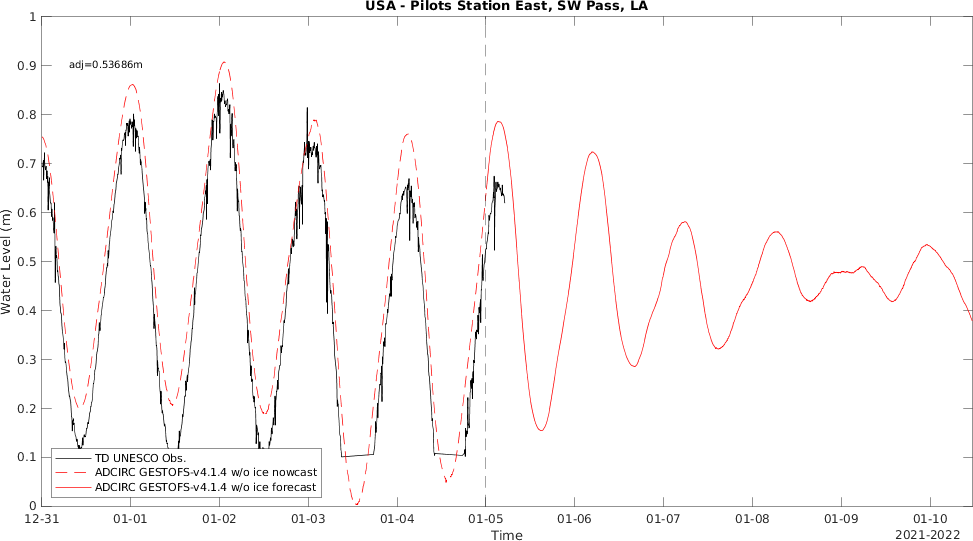 USA - Pilots Station East, SW Pass, LA
adj=0.53686m
Water Level (m)
1
0.9
0.8
0.7
0.6
0.5
0.4
0.3
0.2
0.1
0
TD UNESCO Obs.
ADCIRC GESTOFS-v4.1.4 w/o ice nowcast
ADCIRC GESTOFS-v4.1.4 w/o ice forecast
12-31 01-01 01-02 01-03 01-04 01-05 01-06 01-07 01-08 01-09 01-10
Time
2021-2022